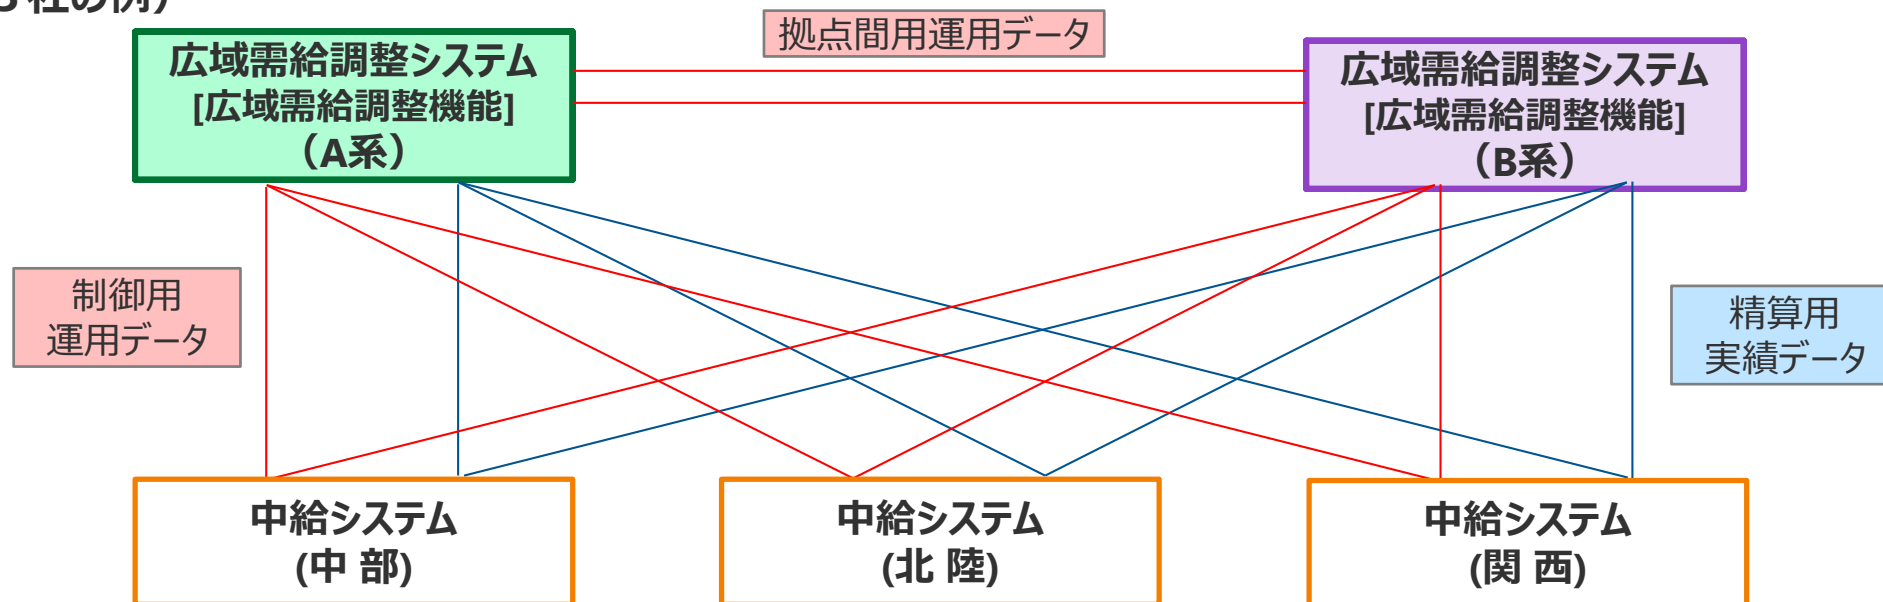 ３社の例）
拠点間用運用データ
広域需給調整システム
[広域需給調整機能]
（A系）
広域需給調整システム
[広域需給調整機能]
（B系）
制御用
運用データ
精算用
実績データ
中給システム
(中 部)
中給システム
(北 陸)
中給システム
(関 西)